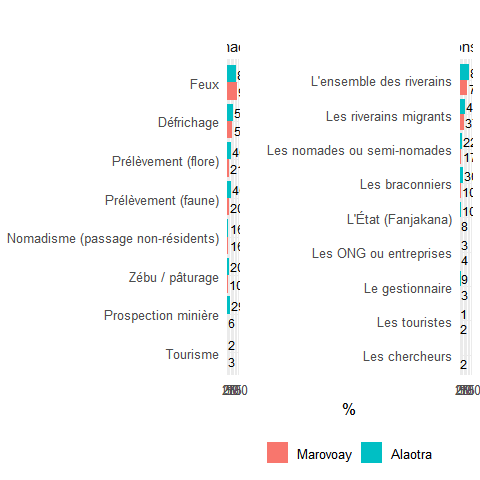 Feux
Défrichage
Prélèvement (flore)
Prélèvement (faune)
Nomadisme (passage non-résidents)
16
16
Zébu / pâturage
20
10
Prospection minière
29
6
Tourisme
2
3
L'ensemble des riverains
Les riverains migrants
Les nomades ou semi-nomades
22
17
Les braconniers
30
10
L'État (Fanjakana)
10
8
Les ONG ou entreprises
3
4
Le gestionnaire
9
3
Les touristes
1
2
Les chercheurs
2
%
Marovoay
Alaotra